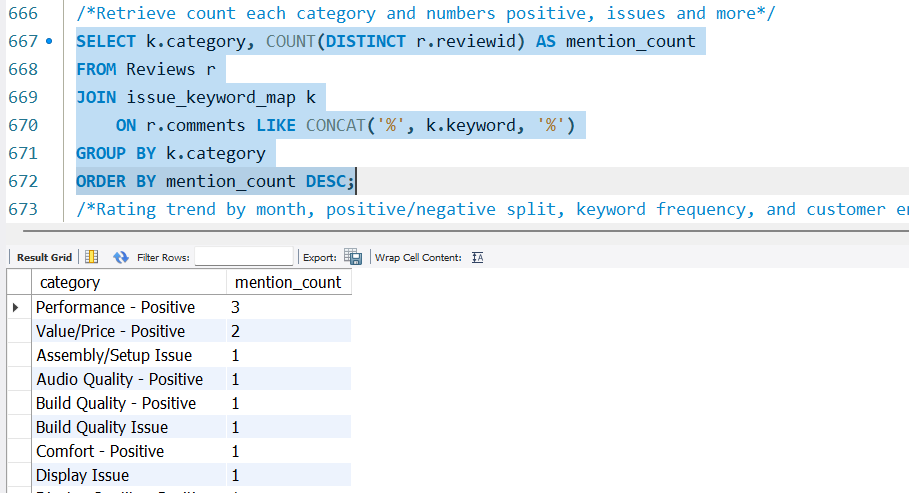 666 /*Retrieve count each category and numbers positive, issues and more*/
667 SELECT k.category, COUNT(DISTINCT r.reviewid) AS mention_count
668 FROM Reviews r
669 JOIN issue_keyword_map k
670 ON r.comments LIKE CONCAT('%', k.keyword, '%')
671 GROUP BY k.category
672 ORDER BY mention_count DESC;
673 /*Rating trend by month, positive/negative split, keyword frequency, and customer
Result Grid Filter Rows: Export: Wrap Cell Content:
category mention_count
Performance - Positive 3
Value/Price - Positive 2
Assembly/Setup Issue 1
Audio Quality - Positive 1
Build Quality - Positive 1
Build Quality Issue 1
Comfort - Positive 1
Display Issue 1